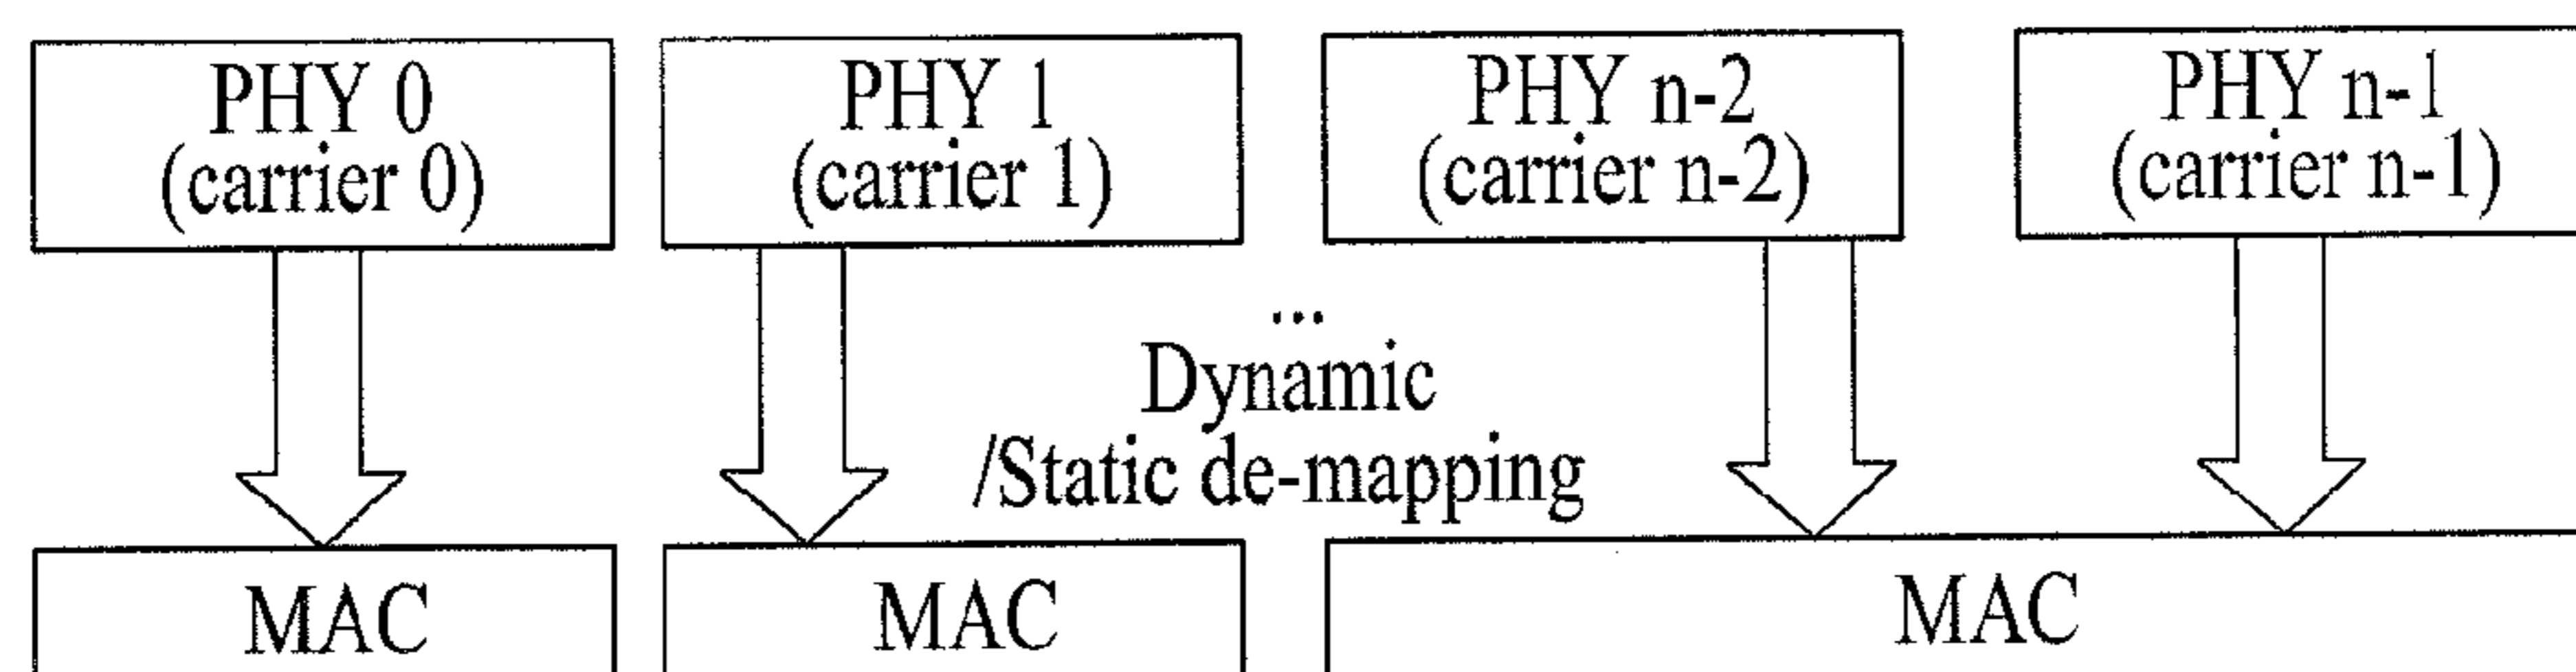 PHY 0
(carrier 0)
PHY 1
(carrier 1)
PHY n-2
(carrier n-2)
PHY n-1
(carrier n-1)
...
Dynamic
/Static de-mapping
MAC
MAC
MAC